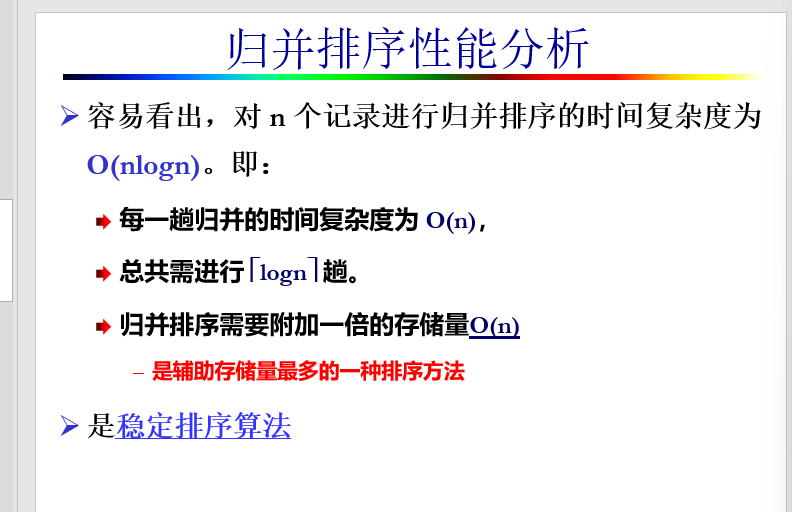 归并排序性能分析
容易看出，对 n 个记录进行归并排序的时间复杂度为
O(nlogn)。即：
每一趟归并的时间复杂度为 O(n)，
总共需进行⌈logn⌉趟。
归并排序需要附加一倍的存储量O(n)
– 是辅助存储量最多的一种排序方法
是稳定排序算法